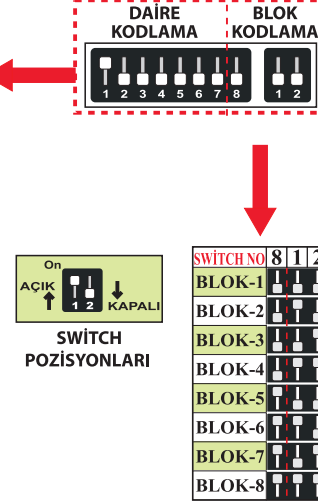 DAİRE
KODLAMA
BLOK
KODLAMA
1 2 3 4 5 6 7 8
1 2
On
AÇIK
1 2
KAPALI
SWİTCH
POZİSYONLARI
SWİTCH NO 8 1 2
BLOK-1
BLOK-2
BLOK-3
BLOK-4
BLOK-5
BLOK-6
BLOK-7
BLOK-8